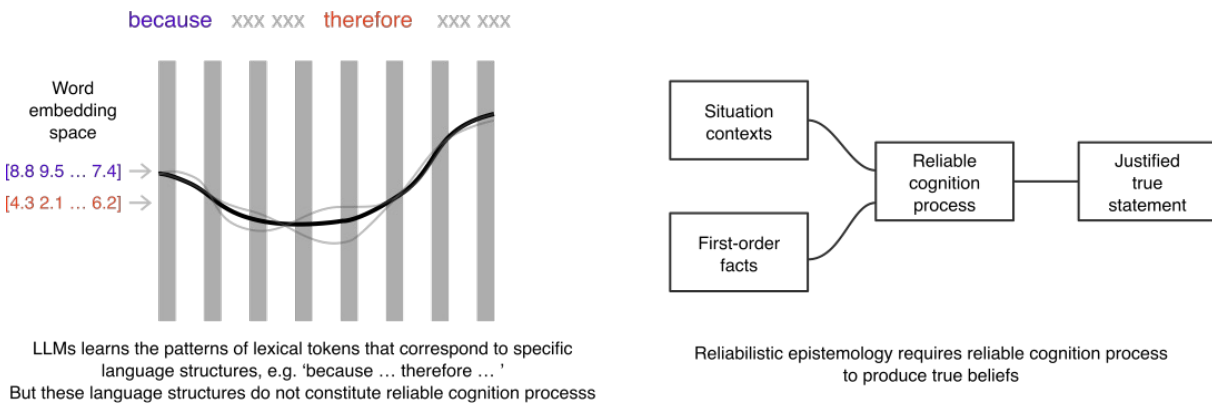 because xxx xxx therefore xxx xxx
Word
embedding
space
[8.8 9.5 … 7.4]
[4.3 2.1 … 6.2]
LLMs learns the patterns of lexical tokens that correspond to specific
language structures, e.g. ‘because … therefore … ’
But these language structures do not constitute reliable cognition processs
Situation
contexts
First-order
facts
Reliable
cognition
process
Justified
true
statement
Reliabilistic epistemology requires reliable cognition process
to produce true beliefs